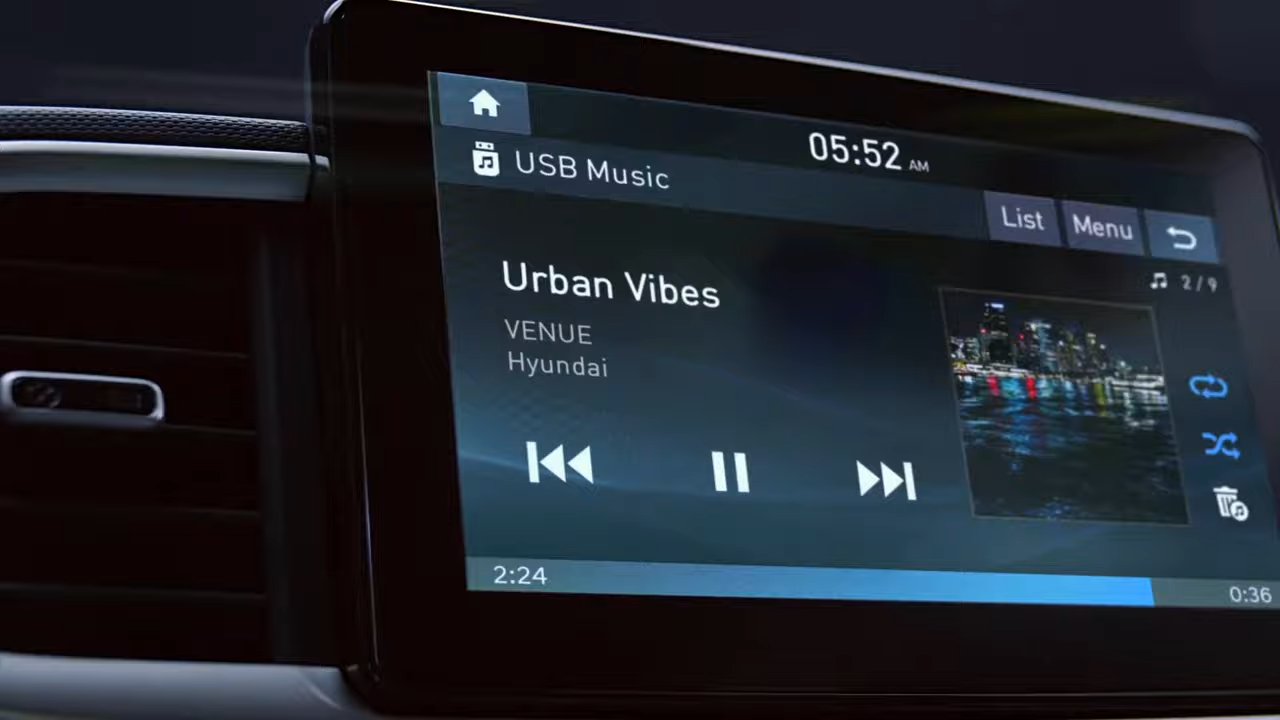 05:52 AM
USB Music
List
Menu
2/9
Urban Vibes
VENUE
Hyundai
2:24
0:36